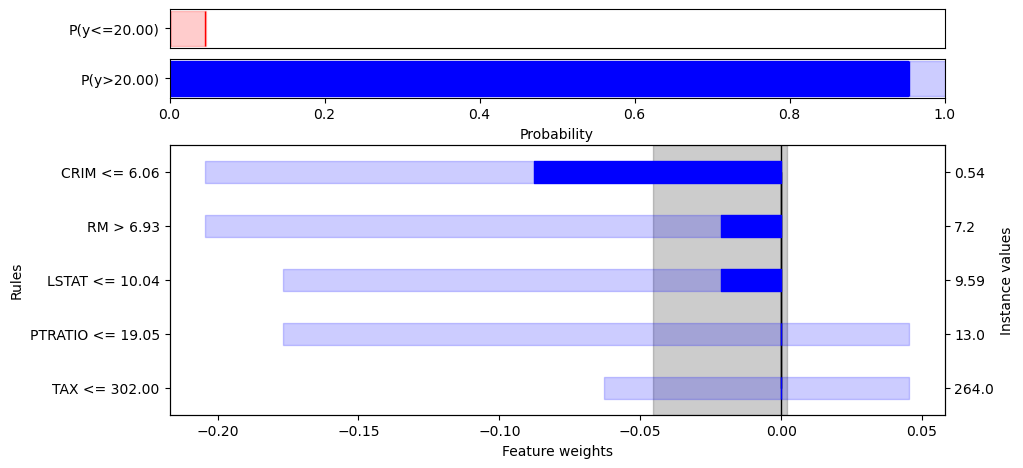 P(y<=20.00)
P(y>20.00)
0.0 0.2 0.4 0.6 0.8 1.0
Probability
CRIM <= 6.06 0.54
RM > 6.93 7.2
LSTAT <= 10.04 9.59
PTRATIO <= 19.05 13.0
TAX <= 302.00 264.0
Rules
Instance values
−0.20 −0.15 −0.10 −0.05 0.00 0.05
Feature weights